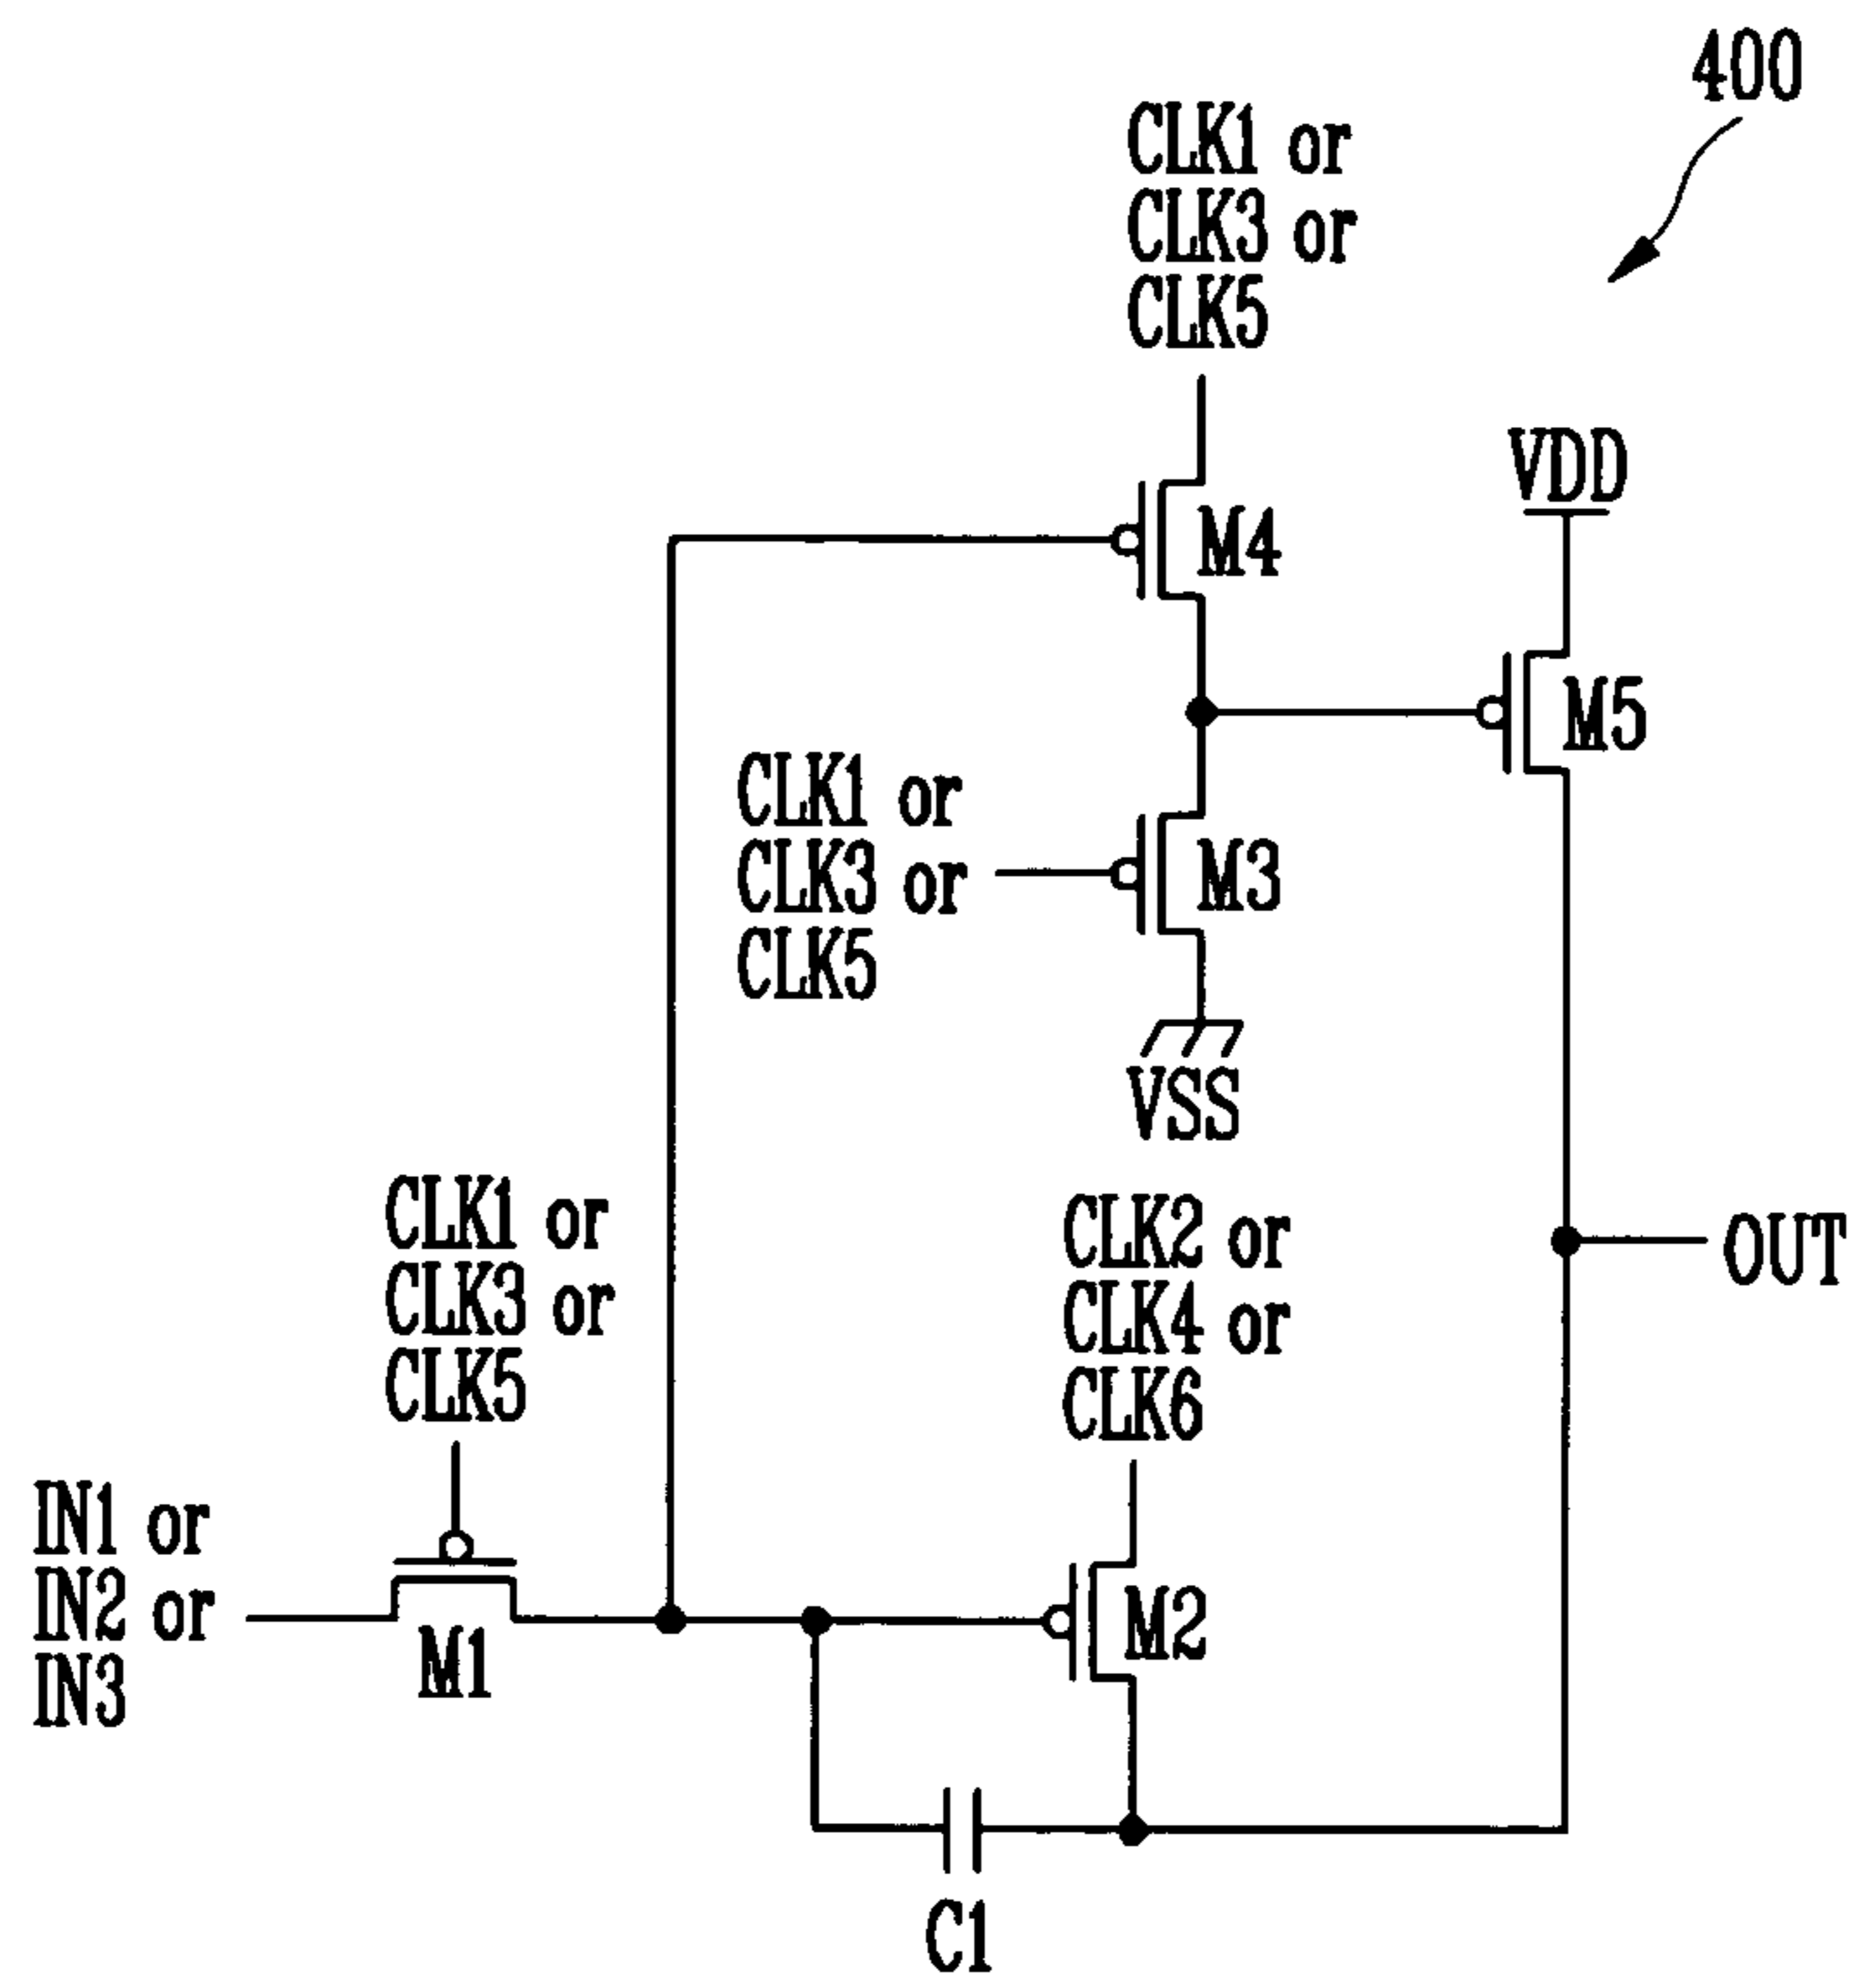 400
CLK1 or
CLK3 or
CLK5
VDD
M4
M5
CLK1 or
CLK3 or
CLK5
M3
VSS
CLK1 or
CLK3 or
CLK5
CLK2 or
CLK4 or
CLK6
OUT
IN1 or
IN2 or
IN3
M1
M2
C1